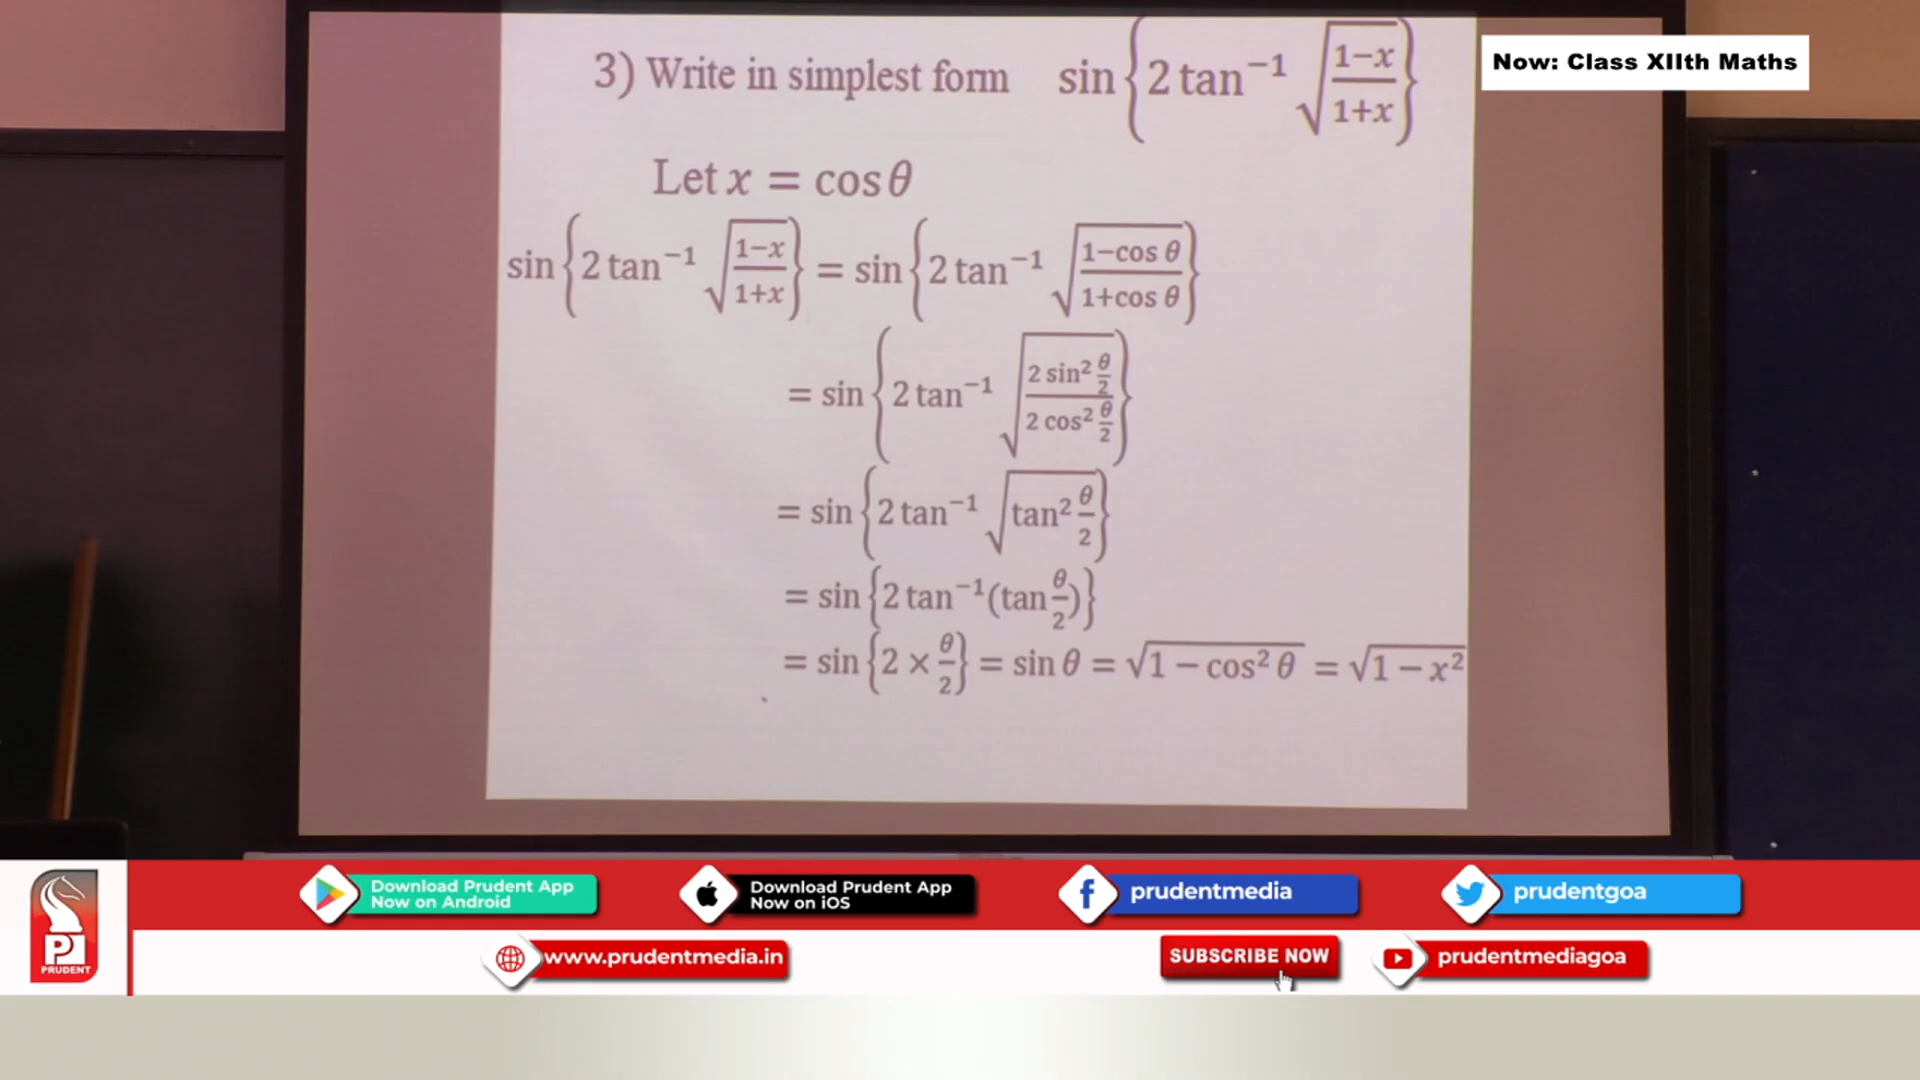 3) Write in simplest form sin{2 tan⁻¹ √((1−x)/(1+x))}
Now: Class XIIth Maths
Let x = cos θ
sin{2 tan⁻¹ √((1−x)/(1+x))} = sin{2 tan⁻¹ √((1−cos θ)/(1+cos θ))}
= sin{2 tan⁻¹ √((2 sin² θ/2)/(2 cos² θ/2))}
= sin{2 tan⁻¹ √(tan² θ/2)}
= sin{2 tan⁻¹(tan θ/2)}
= sin{2 × θ/2} = sin θ = √(1 − cos² θ) = √(1 − x²)
Download Prudent App
Now on Android
Download Prudent App
Now on iOS
prudentmedia
prudentgoa
PRUDENT
www.prudentmedia.in
SUBSCRIBE NOW
prudentmediagoa